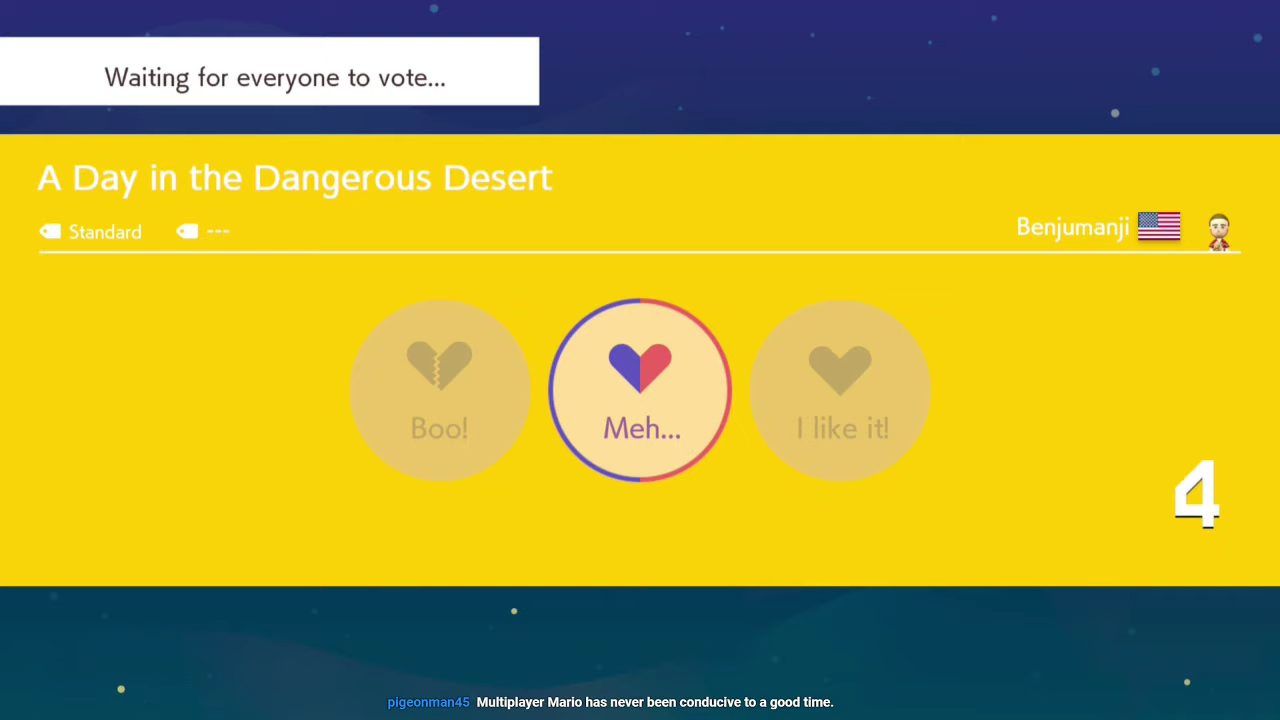 Waiting for everyone to vote...
A Day in the Dangerous Desert
Standard ---
Benjumanji
Boo!
Meh...
I like it!
4
pigeonman45 Multiplayer Mario has never been conducive to a good time.